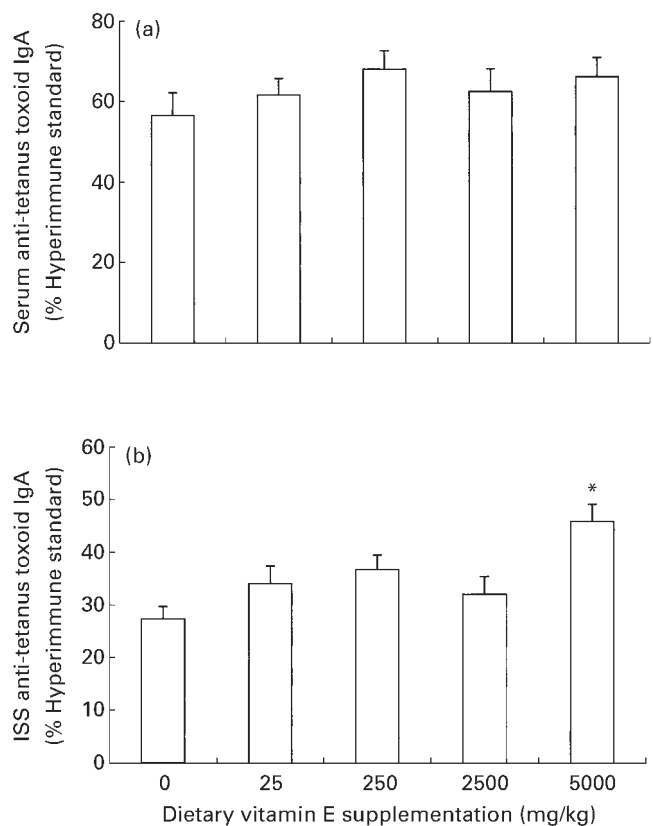 (a)
Serum anti-tetanus toxoid IgA
(% Hyperimmune standard)
80
60
40
20
0
(b)
ISS anti-tetanus toxoid IgA
(% Hyperimmune standard)
60
50
40
30
20
10
0
*
0 25 250 2500 5000
Dietary vitamin E supplementation (mg/kg)